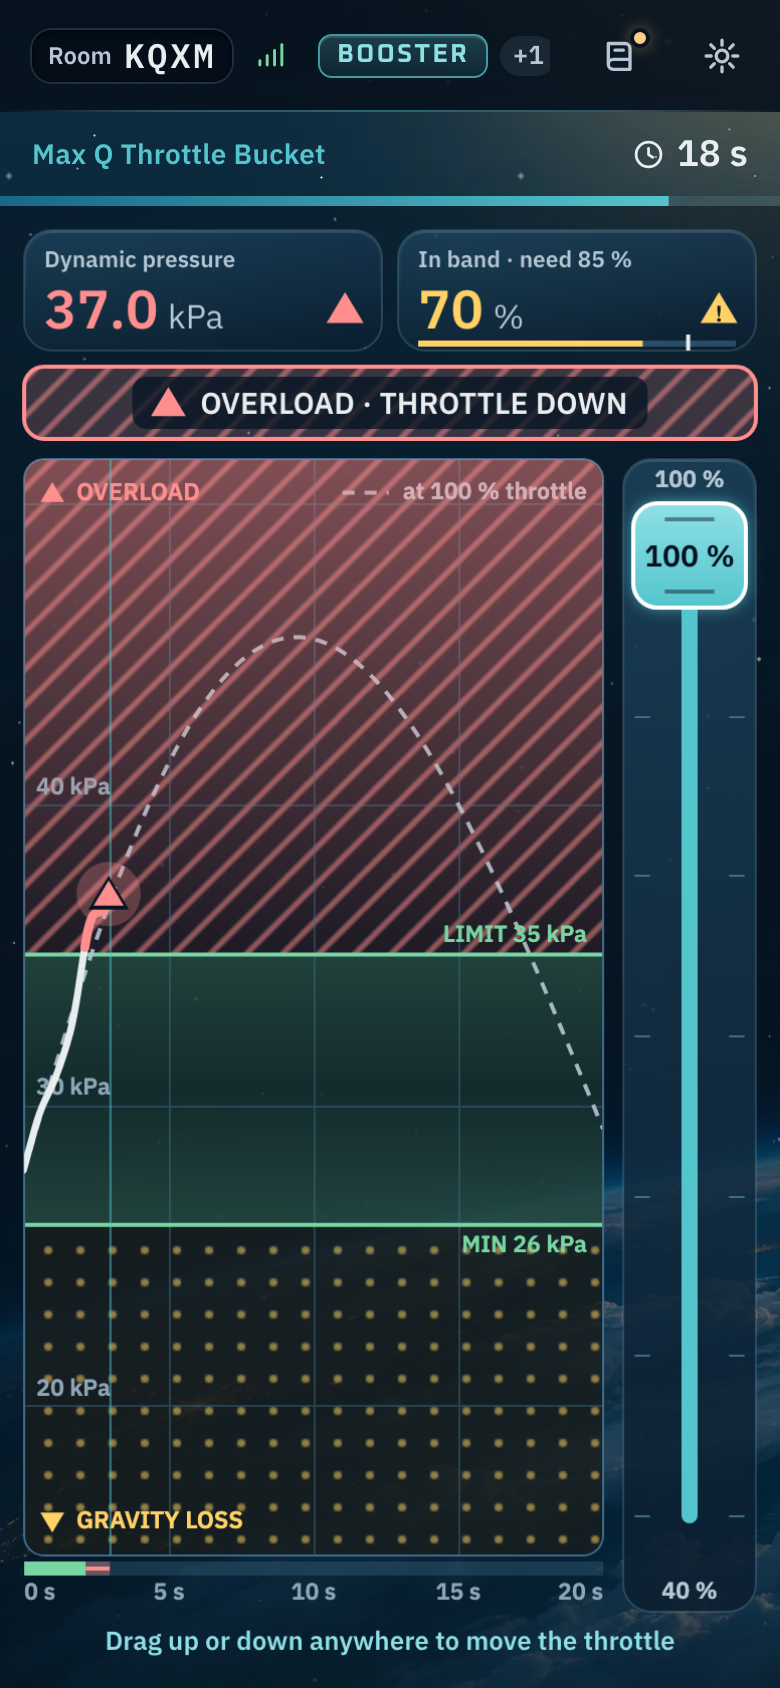 Room KQXM BOOSTER +1
Max Q Throttle Bucket 18 s
Dynamic pressure
37.0 kPa
In band · need 85 %
70 %
OVERLOAD · THROTTLE DOWN
OVERLOAD
at 100 % throttle
40 kPa
LIMIT 35 kPa
30 kPa
MIN 26 kPa
20 kPa
GRAVITY LOSS
0 s 5 s 10 s 15 s 20 s
100 %
100 %
40 %
Drag up or down anywhere to move the throttle